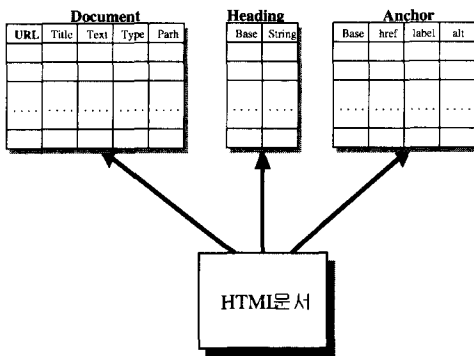 Document Heading Anchor
URL Title Text Type Parh Base String Base href label alt
..... ..... ..... ..... ..... ..... ..... ..... ..... ..... .....
HTML문서